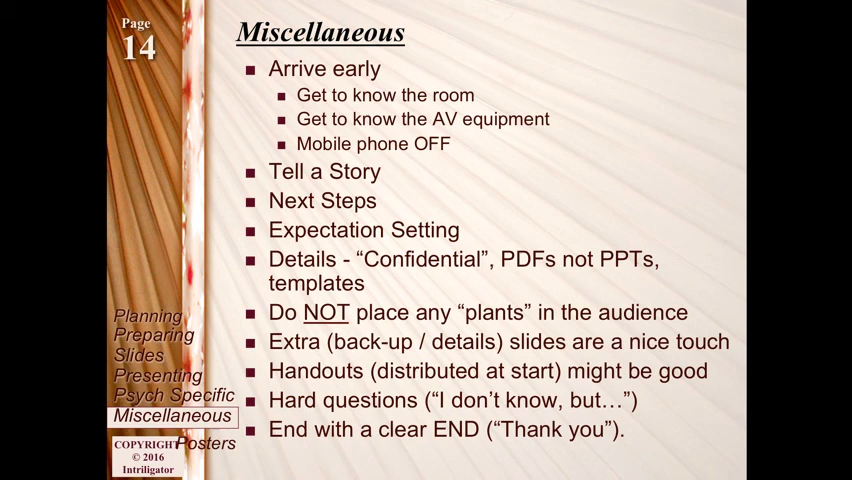 Page
14
Miscellaneous
Arrive early
Get to know the room
Get to know the AV equipment
Mobile phone OFF
Tell a Story
Next Steps
Expectation Setting
Details - “Confidential”, PDFs not PPTs,
templates
Do NOT place any “plants” in the audience
Extra (back-up / details) slides are a nice touch
Handouts (distributed at start) might be good
Hard questions (“I don’t know, but…”)
End with a clear END (“Thank you”).
Planning
Preparing
Slides
Presenting
Psych Specific
Miscellaneous
Posters
COPYRIGHT
© 2016
Intriligator